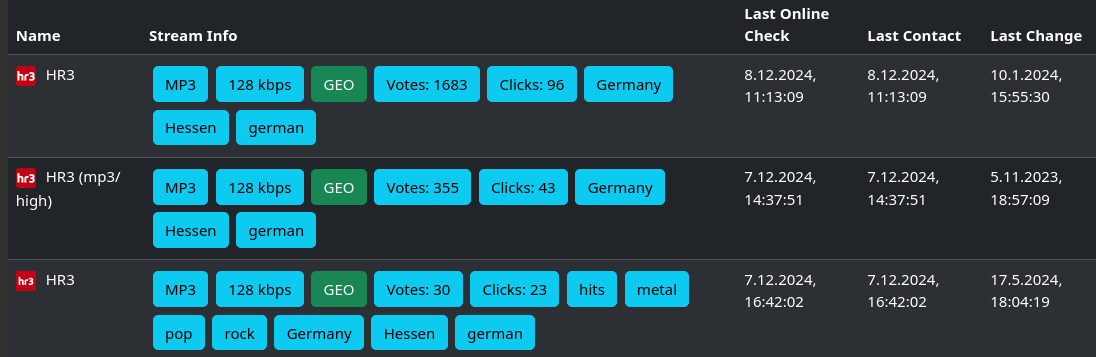 Name Stream Info Last Online Check Last Contact Last Change
hr3 HR3 MP3 128 kbps GEO Votes: 1683 Clicks: 96 Germany 8.12.2024, 8.12.2024, 10.1.2024,
11:13:09 11:13:09 15:55:30
Hessen german
hr3 HR3 (mp3/ MP3 128 kbps GEO Votes: 355 Clicks: 43 Germany 7.12.2024, 7.12.2024, 5.11.2023,
high) 14:37:51 14:37:51 18:57:09
Hessen german
hr3 HR3 MP3 128 kbps GEO Votes: 30 Clicks: 23 hits metal 7.12.2024, 7.12.2024, 17.5.2024,
16:42:02 16:42:02 18:04:19
pop rock Germany Hessen german